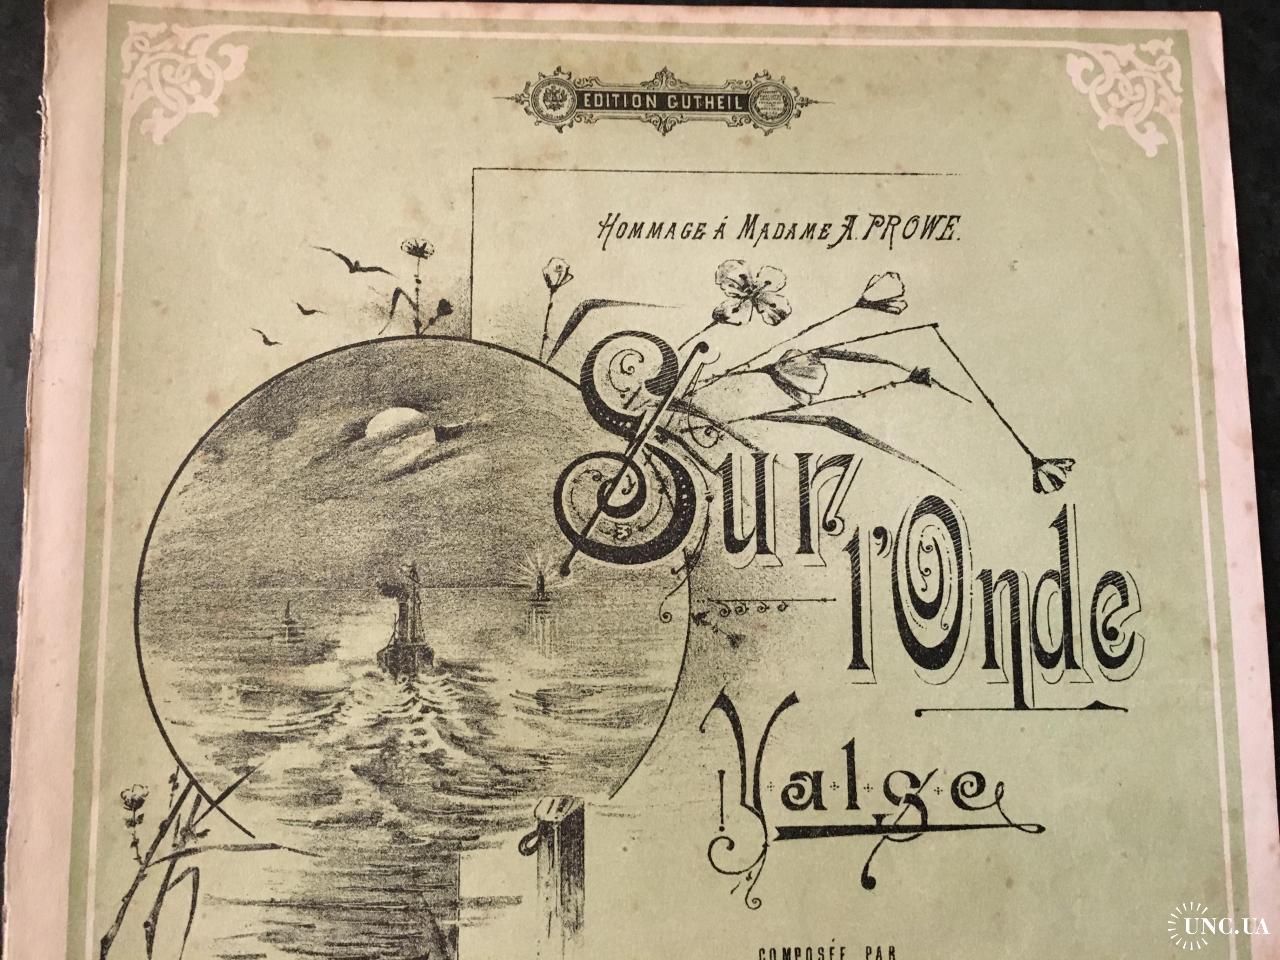 EDITION GUTHEIL
HOMMAGE Á MADAME A. PROWE.
Sur
l'Onde
Valse
COMPOSÉE PAR
UNC.UA